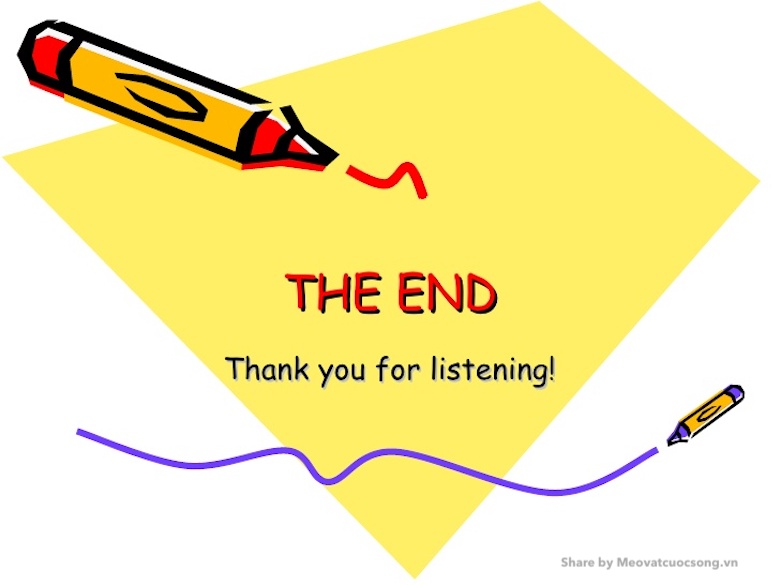 THE END
Thank you for listening!
Share by Meovatcuocsong.vn